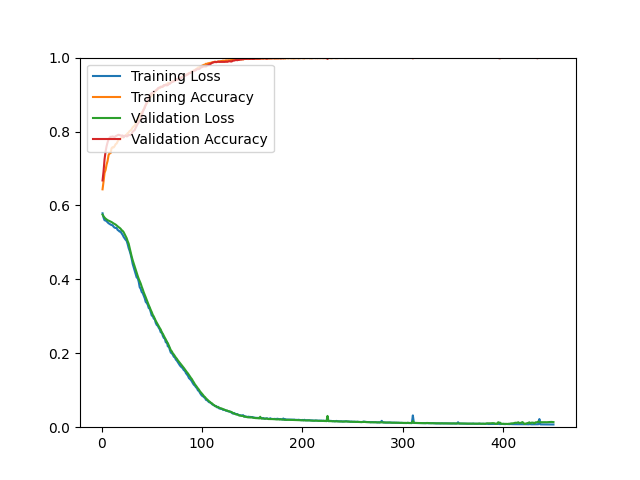 1.0
0.8
0.6
0.4
0.2
0.0
Training Loss
Training Accuracy
Validation Loss
Validation Accuracy
0 100 200 300 400